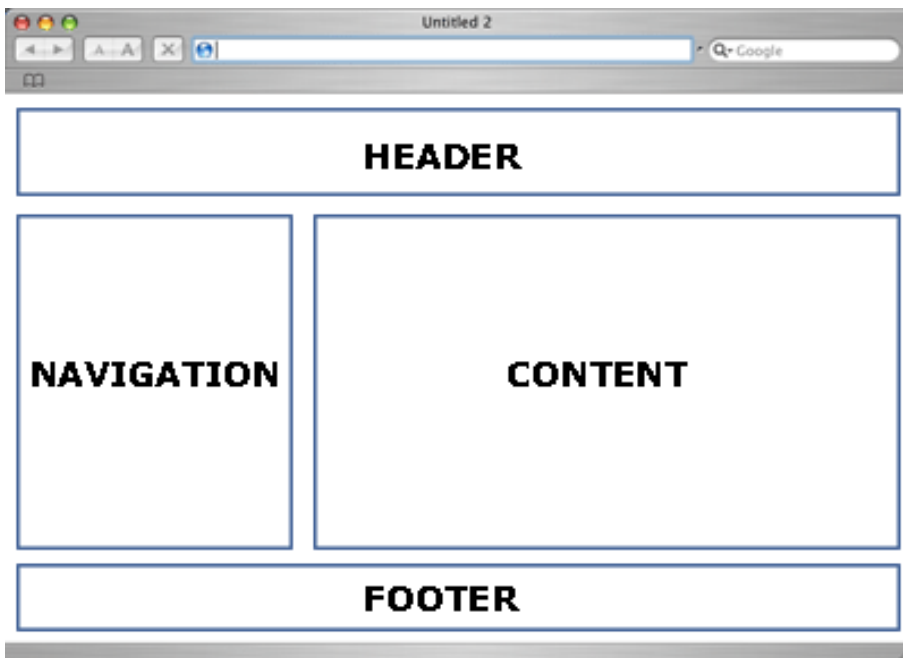 Untitled 2
A A
Google
HEADER
NAVIGATION
CONTENT
FOOTER